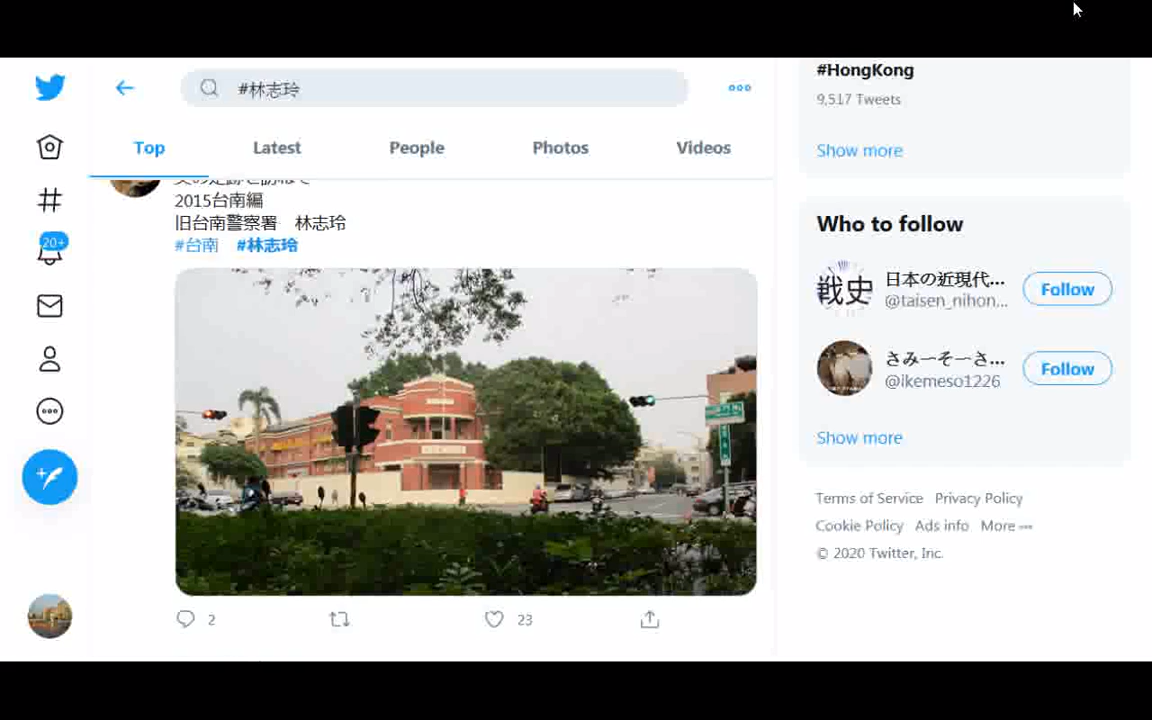 #林志玲
Top
Latest
People
Photos
Videos
2015台南編
旧台南警察署　林志玲
#台南　#林志玲
2
23
20+
#HongKong
9,517 Tweets
Show more
Who to follow
戦史
日本の近現代...
@taisen_nihon...
Follow
さみーそーさ...
@ikemeso1226
Follow
Show more
Terms of Service Privacy Policy
Cookie Policy Ads info More
© 2020 Twitter, Inc.